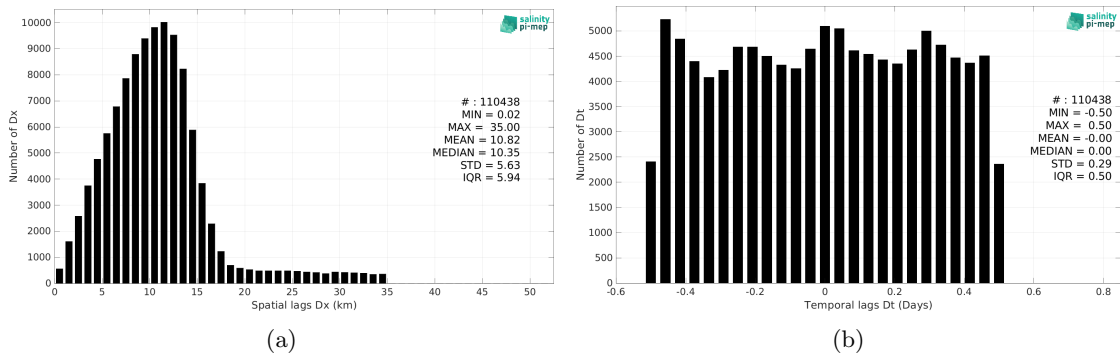 10000
9000
8000
7000
6000
5000
4000
3000
2000
1000
0
Number of Dx
salinity
pi-mep
# : 110438
MIN = 0.02
MAX = 35.00
MEAN = 10.82
MEDIAN = 10.35
STD = 5.63
IQR = 5.94
0 5 10 15 20 25 30 35 40 45 50
Spatial lags Dx (km)
(a)
5000
4500
4000
3500
3000
2500
2000
1500
1000
500
0
Number of Dt
salinity
pi-mep
# : 110438
MIN = -0.50
MAX = 0.50
MEAN = -0.00
MEDIAN = 0.00
STD = 0.29
IQR = 0.50
-0.6 -0.4 -0.2 0 0.2 0.4 0.6 0.8
Temporal lags Dt (Days)
(b)